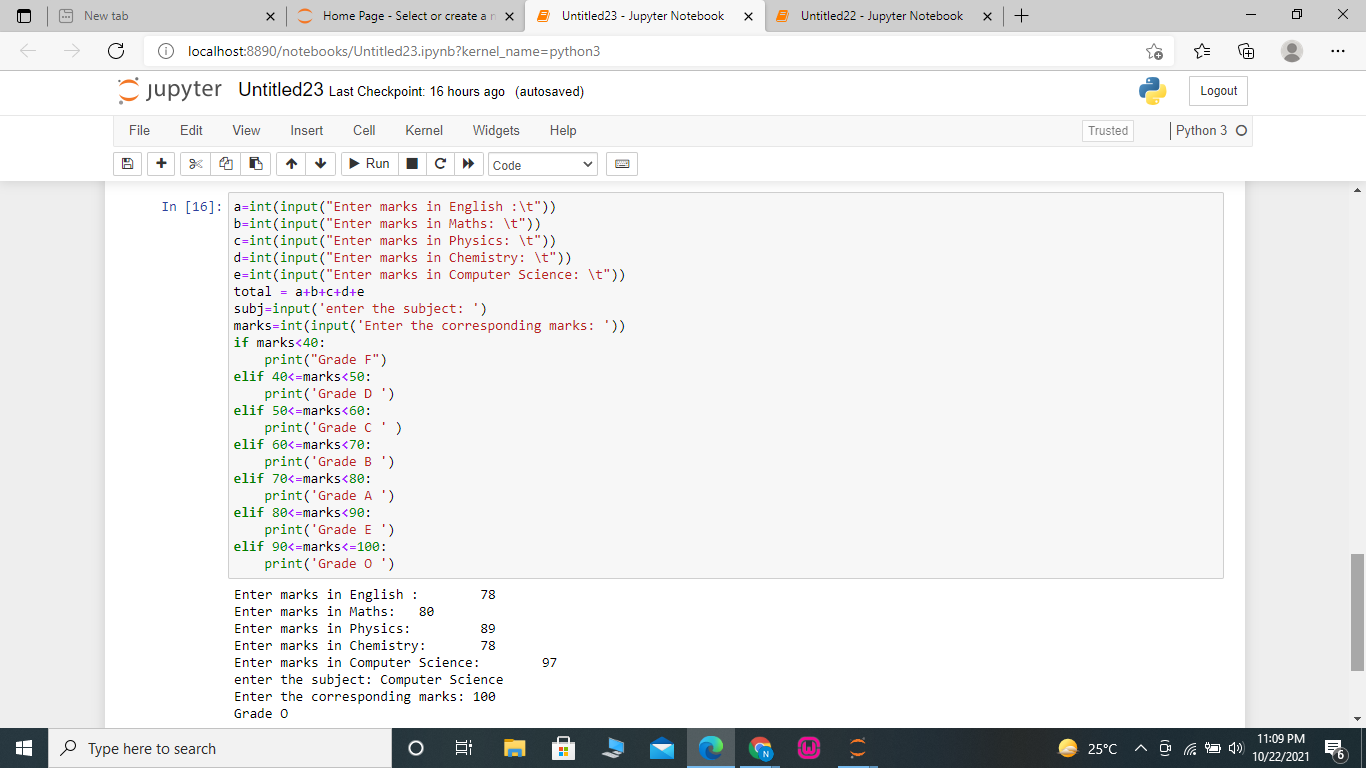 New tab
Home Page - Select or create a n
Untitled23 - Jupyter Notebook
Untitled22 - Jupyter Notebook
localhost:8890/notebooks/Untitled23.ipynb?kernel_name=python3
jupyter Untitled23 Last Checkpoint: 16 hours ago (autosaved)
Logout
File Edit View Insert Cell Kernel Widgets Help
Trusted
Python 3
Run
Code
In [16]:
a=int(input("Enter marks in English :\t"))
b=int(input("Enter marks in Maths: \t"))
c=int(input("Enter marks in Physics: \t"))
d=int(input("Enter marks in Chemistry: \t"))
e=int(input("Enter marks in Computer Science: \t"))
total = a+b+c+d+e
subj=input('enter the subject: ')
marks=int(input('Enter the corresponding marks: '))
if marks<40:
    print("Grade F")
elif 40<=marks<50:
    print('Grade D ')
elif 50<=marks<60:
    print('Grade C ' )
elif 60<=marks<70:
    print('Grade B ')
elif 70<=marks<80:
    print('Grade A ')
elif 80<=marks<90:
    print('Grade E ')
elif 90<=marks<=100:
    print('Grade O ')
Enter marks in English :        78
Enter marks in Maths:   80
Enter marks in Physics:         89
Enter marks in Chemistry:       78
Enter marks in Computer Science:        97
enter the subject: Computer Science
Enter the corresponding marks: 100
Grade O
Type here to search
N
25°C
11:09 PM
10/22/2021
6